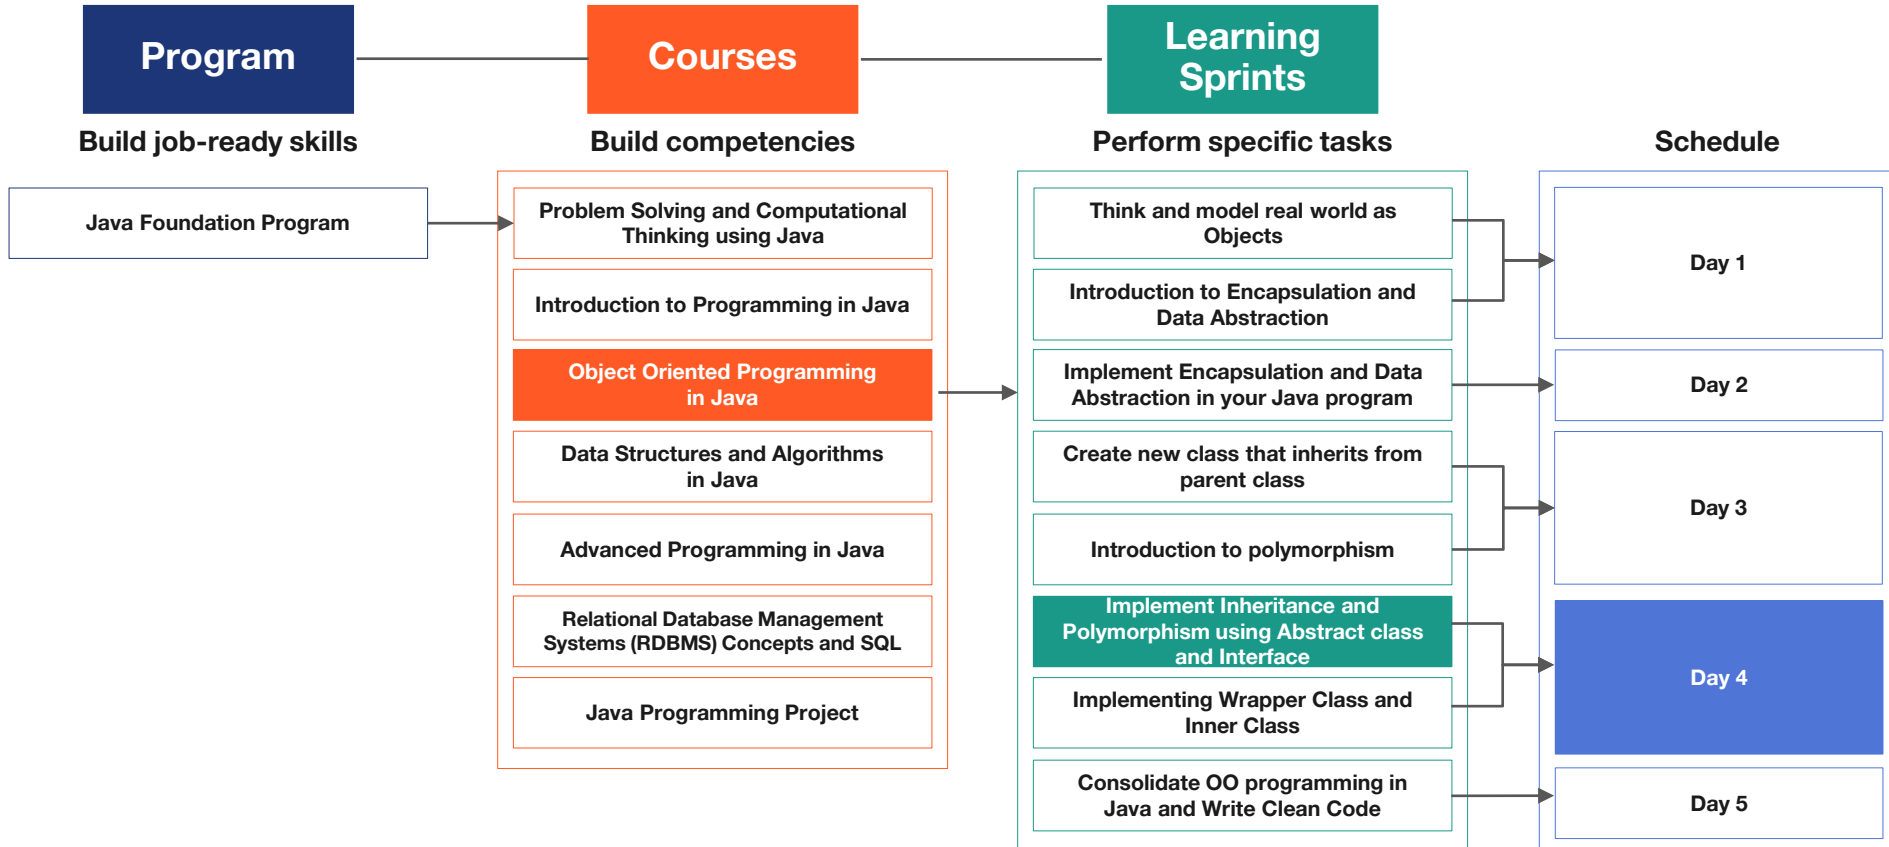 Program
Courses
Learning
Sprints
Build job-ready skills
Build competencies
Perform specific tasks
Schedule
Java Foundation Program
Problem Solving and Computational
Thinking using Java
Introduction to Programming in Java
Object Oriented Programming
in Java
Data Structures and Algorithms
in Java
Advanced Programming in Java
Relational Database Management
Systems (RDBMS) Concepts and SQL
Java Programming Project
Think and model real world as
Objects
Introduction to Encapsulation and
Data Abstraction
Implement Encapsulation and Data
Abstraction in your Java program
Create new class that inherits from
parent class
Introduction to polymorphism
Implement Inheritance and
Polymorphism using Abstract class
and Interface
Implementing Wrapper Class and
Inner Class
Consolidate OO programming in
Java and Write Clean Code
Day 1
Day 2
Day 3
Day 4
Day 5